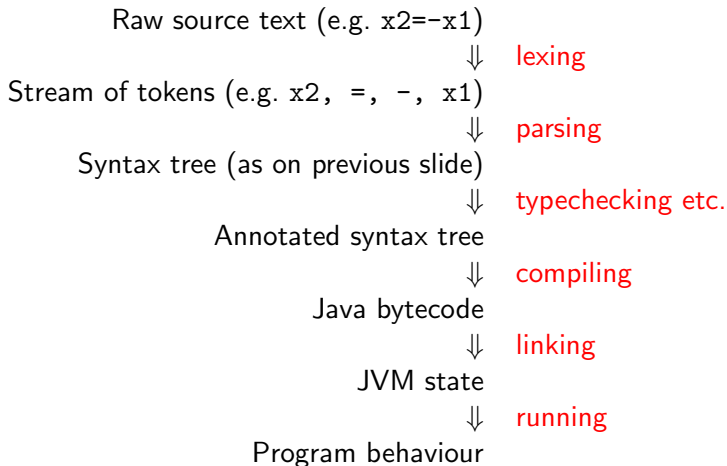 Raw source text (e.g. x2=-x1)
⇓ lexing
Stream of tokens (e.g. x2, =, -, x1)
⇓ parsing
Syntax tree (as on previous slide)
⇓ typechecking etc.
Annotated syntax tree
⇓ compiling
Java bytecode
⇓ linking
JVM state
⇓ running
Program behaviour